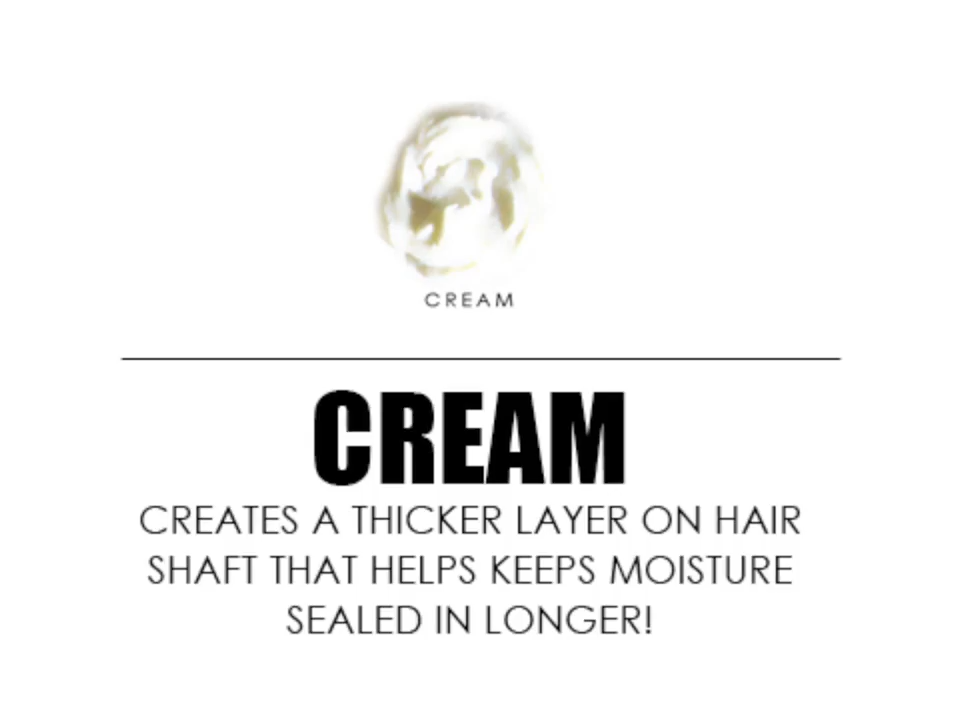 CREAM
CREAM
CREATES A THICKER LAYER ON HAIR
SHAFT THAT HELPS KEEPS MOISTURE
SEALED IN LONGER!